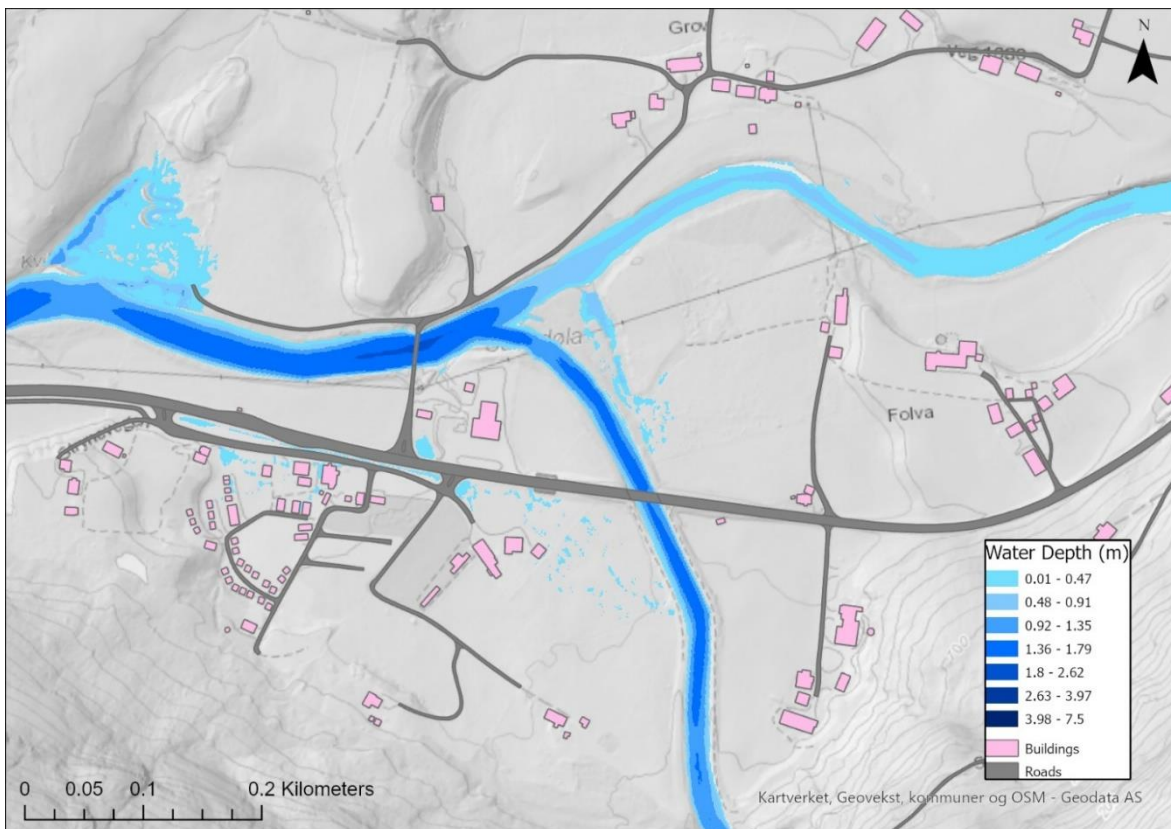 Grov
N
Folva
Water Depth (m)
0.01 - 0.47
0.48 - 0.91
0.92 - 1.35
1.36 - 1.79
1.8 - 2.62
2.63 - 3.97
3.98 - 7.5
Buildings
Roads
0 0.05 0.1 0.2 Kilometers
Kartverket, Geovekst, kommuner og OSM - Geodata AS